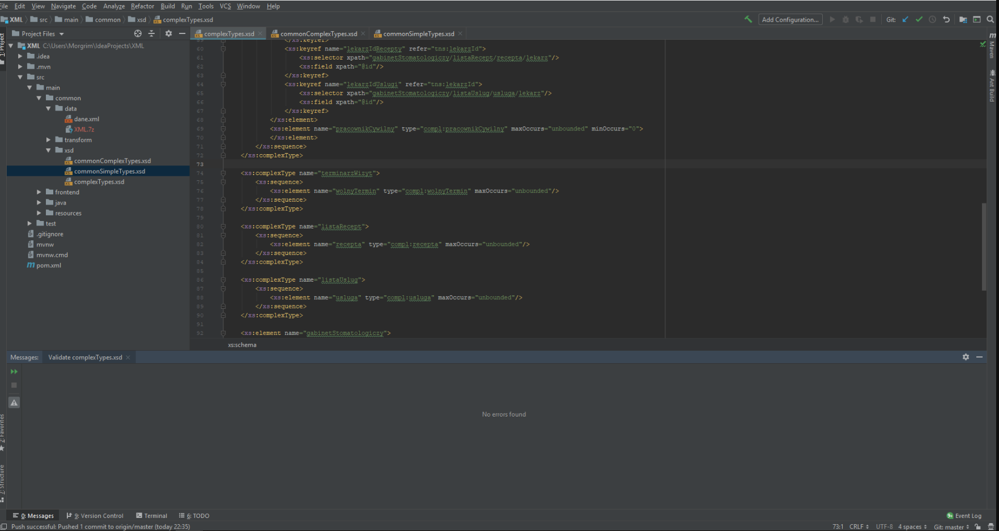 File Edit View Navigate Code Analyze Refactor Build Run Tools VCS Window Help
XML src main common xsd complexTypes.xsd Add Configuration... Git:
1: Project
Project Files
XML C:\Users\Morgrim\IdeaProjects\XML
.idea
.mvn
src
main
common
data
dane.xml
XML.7z
transform
xsd
commonComplexTypes.xsd
commonSimpleTypes.xsd
complexTypes.xsd
frontend
java
resources
test
.gitignore
mvnw
mvnw.cmd
pom.xml
complexTypes.xsd commonComplexTypes.xsd commonSimpleTypes.xsd
59 </xs:keyref>
60 <xs:keyref name="lekarzIdRecepty" refer="tns:lekarzId">
61 <xs:selector xpath="gabinetStomatologiczy/listaRecept/recepta/lekarz"/>
62 <xs:field xpath="@id"/>
63 </xs:keyref>
64 <xs:keyref name="lekarzIdUslugi" refer="tns:lekarzId">
65 <xs:selector xpath="gabinetStomatologiczy/listaUslug/usluga/lekarz"/>
66 <xs:field xpath="@id"/>
67 </xs:keyref>
68 </xs:element>
69 <xs:element name="pracownikCywilny" type="compl:pracownikCywilny" maxOccurs="unbounded" minOccurs="0">
70 </xs:element>
71 </xs:sequence>
72 </xs:complexType>
73
74 <xs:complexType name="terminarzWizyt">
75 <xs:sequence>
76 <xs:element name="wolnyTermin" type="compl:wolnyTermin" maxOccurs="unbounded"/>
77 </xs:sequence>
78 </xs:complexType>
79
80 <xs:complexType name="listaRecept">
81 <xs:sequence>
82 <xs:element name="recepta" type="compl:recepta" maxOccurs="unbounded"/>
83 </xs:sequence>
84 </xs:complexType>
85
86 <xs:complexType name="listaUslug">
87 <xs:sequence>
88 <xs:element name="usluga" type="compl:usluga" maxOccurs="unbounded"/>
89 </xs:sequence>
90 </xs:complexType>
91
92 <xs:element name="gabinetStomatologiczy">
xs:schema
Maven
Ant Build
Messages: Validate complexTypes.xsd
No errors found
2: Favorites
7: Structure
0: Messages 9: Version Control Terminal 6: TODO 9+ Event Log
Push successful: Pushed 1 commit to origin/master (today 22:35) 73:1 CRLF UTF-8 4 spaces Git: master